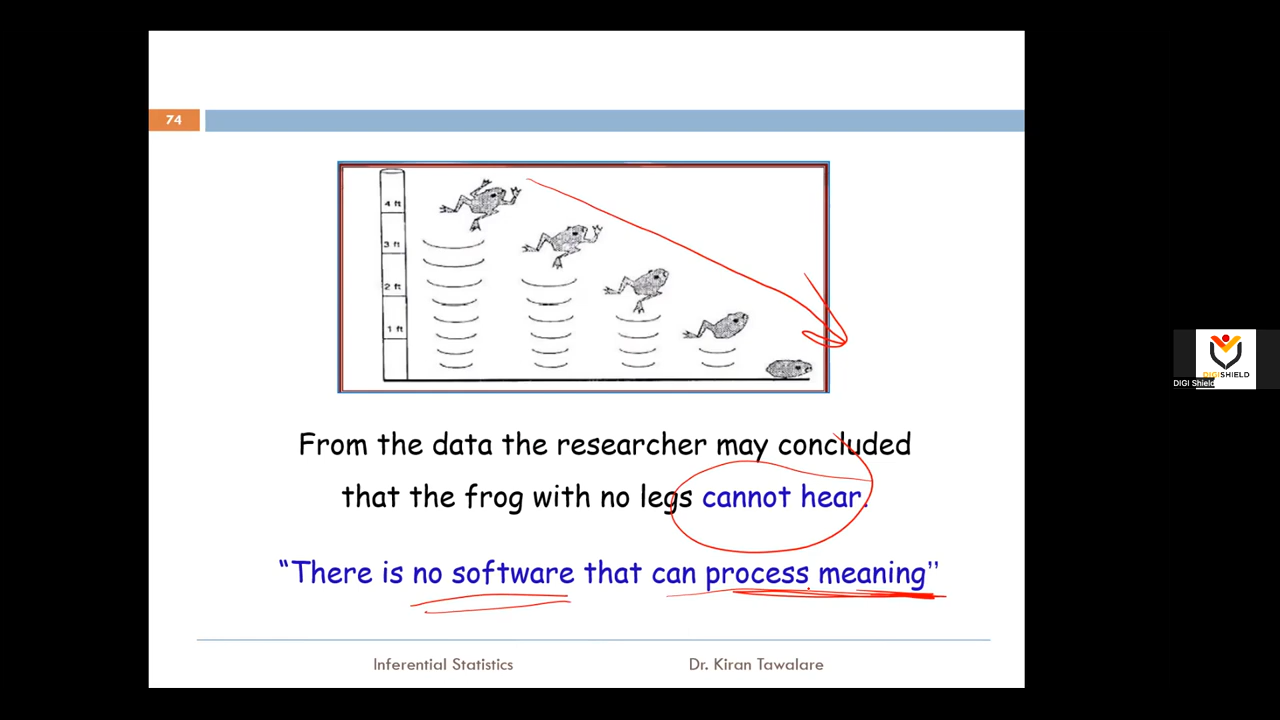 74
4 ft
3 ft
2 ft
1 ft
From the data the researcher may concluded
that the frog with no legs cannot hear.
“There is no software that can process meaning”
Inferential Statistics
Dr. Kiran Tawalare
DIGISHIELD
DIGI Shield